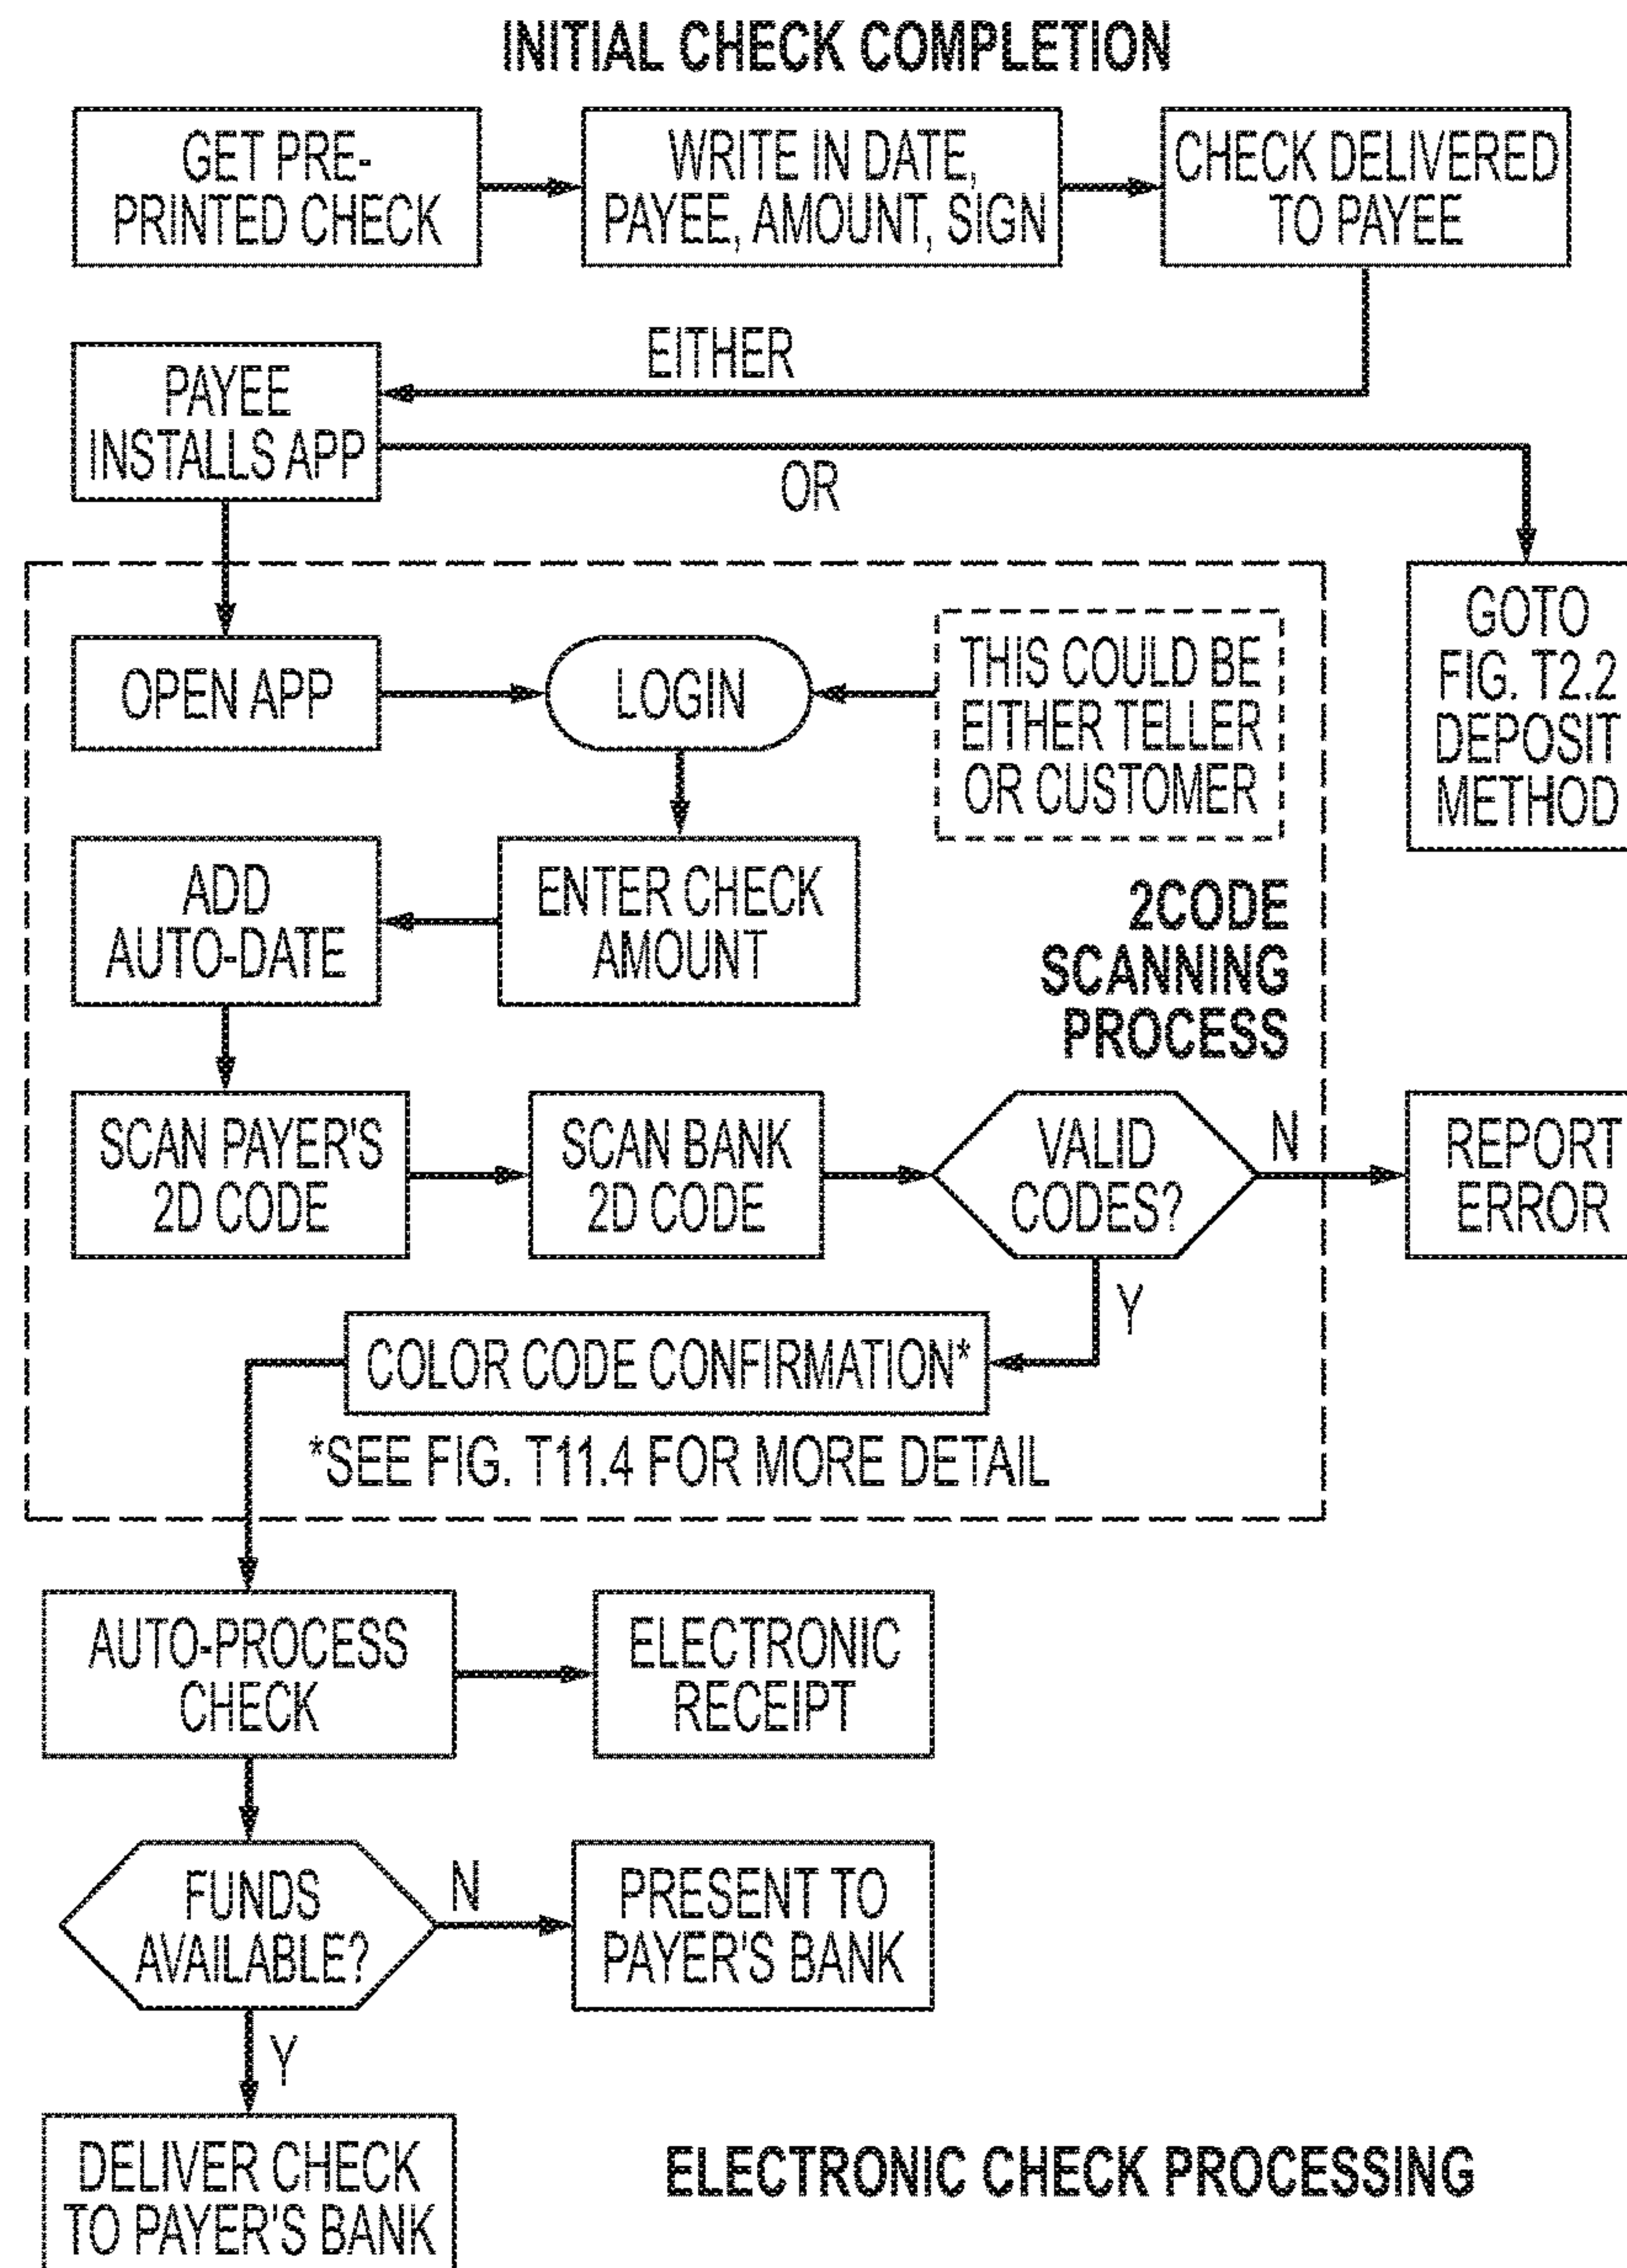 INITIAL CHECK COMPLETION
GET PRE-
PRINTED CHECK
WRITE IN DATE,
PAYEE, AMOUNT, SIGN
CHECK DELIVERED
TO PAYEE
EITHER
PAYEE
INSTALLS APP
OR
GOTO
FIG. T2.2
DEPOSIT
METHOD
OPEN APP
LOGIN
THIS COULD BE
EITHER TELLER
OR CUSTOMER
ADD
AUTO-DATE
ENTER CHECK
AMOUNT
2CODE
SCANNING
PROCESS
SCAN PAYER'S
2D CODE
SCAN BANK
2D CODE
VALID
CODES?
N
REPORT
ERROR
Y
COLOR CODE CONFIRMATION*
*SEE FIG. T11.4 FOR MORE DETAIL
AUTO-PROCESS
CHECK
ELECTRONIC
RECEIPT
FUNDS
AVAILABLE?
N
PRESENT TO
PAYER'S BANK
Y
DELIVER CHECK
TO PAYER'S BANK
ELECTRONIC CHECK PROCESSING